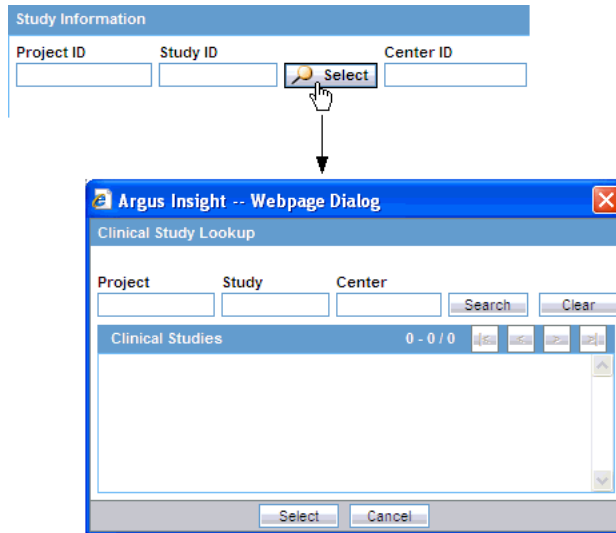 Study Information
Project ID Study ID Center ID
Select
Argus Insight -- Webpage Dialog
Clinical Study Lookup
Project Study Center
Search Clear
Clinical Studies 0 - 0 / 0 |< < > >|
Select Cancel